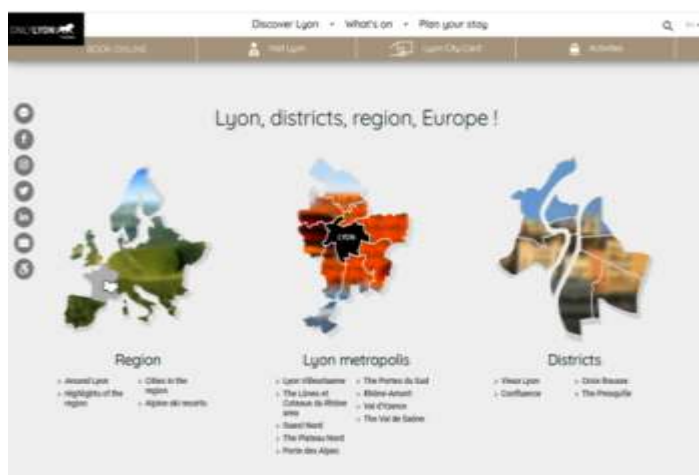 ONLYLYON
Discover Lyon • What's on • Plan your stay
BOOK ONLINE
Visit Lyon
Lyon City Card
Activities
Lyon, districts, region, Europe !
LYON
Region
Around Lyon
Highlights of the
region
Cities in the
region
Alpine ski resorts
Lyon metropolis
Lyon Villeurbanne
The Lônes et
Coteaux du Rhône
area
Ouest Nord
The Plateau Nord
Porte des Alpes
The Portes du Sud
Rhône-Amont
Val d'Yzeron
The Val de Saône
Districts
Vieux Lyon
Confluence
Croix Rousse
The Presqu'île